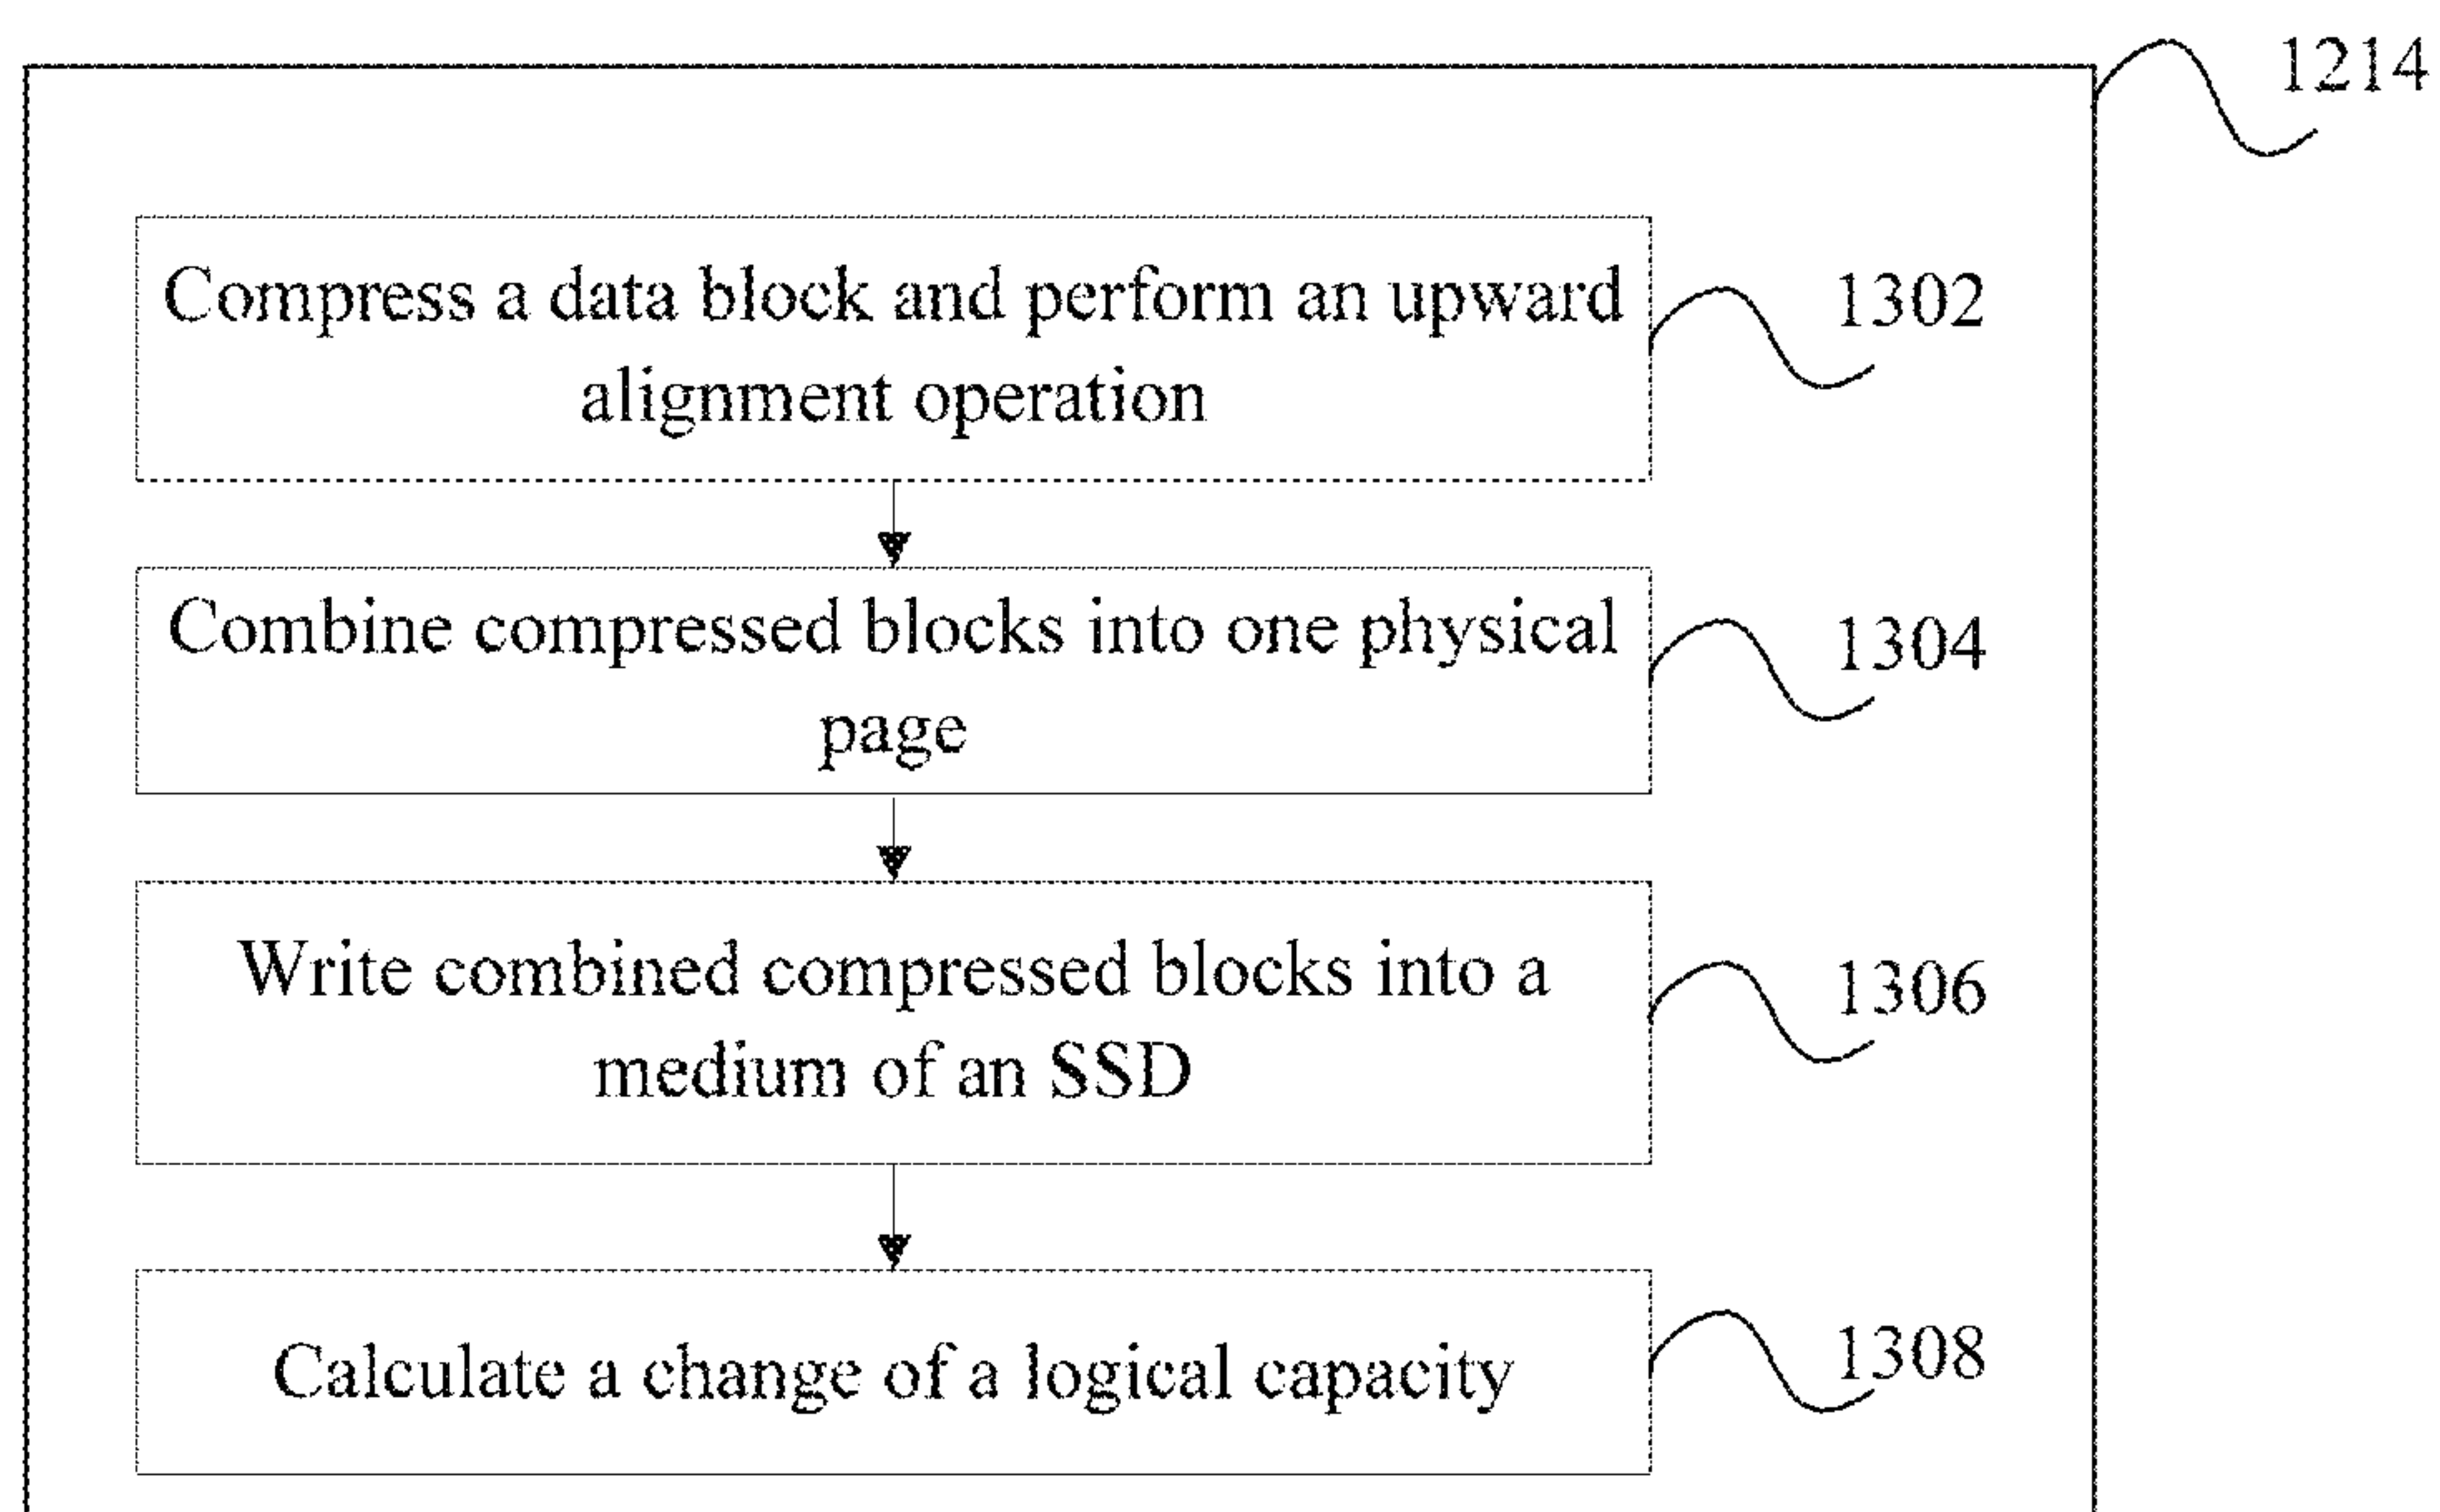 1214
Compress a data block and perform an upward
alignment operation
1302
Combine compressed blocks into one physical
page
1304
Write combined compressed blocks into a
medium of an SSD
1306
Calculate a change of a logical capacity
1308